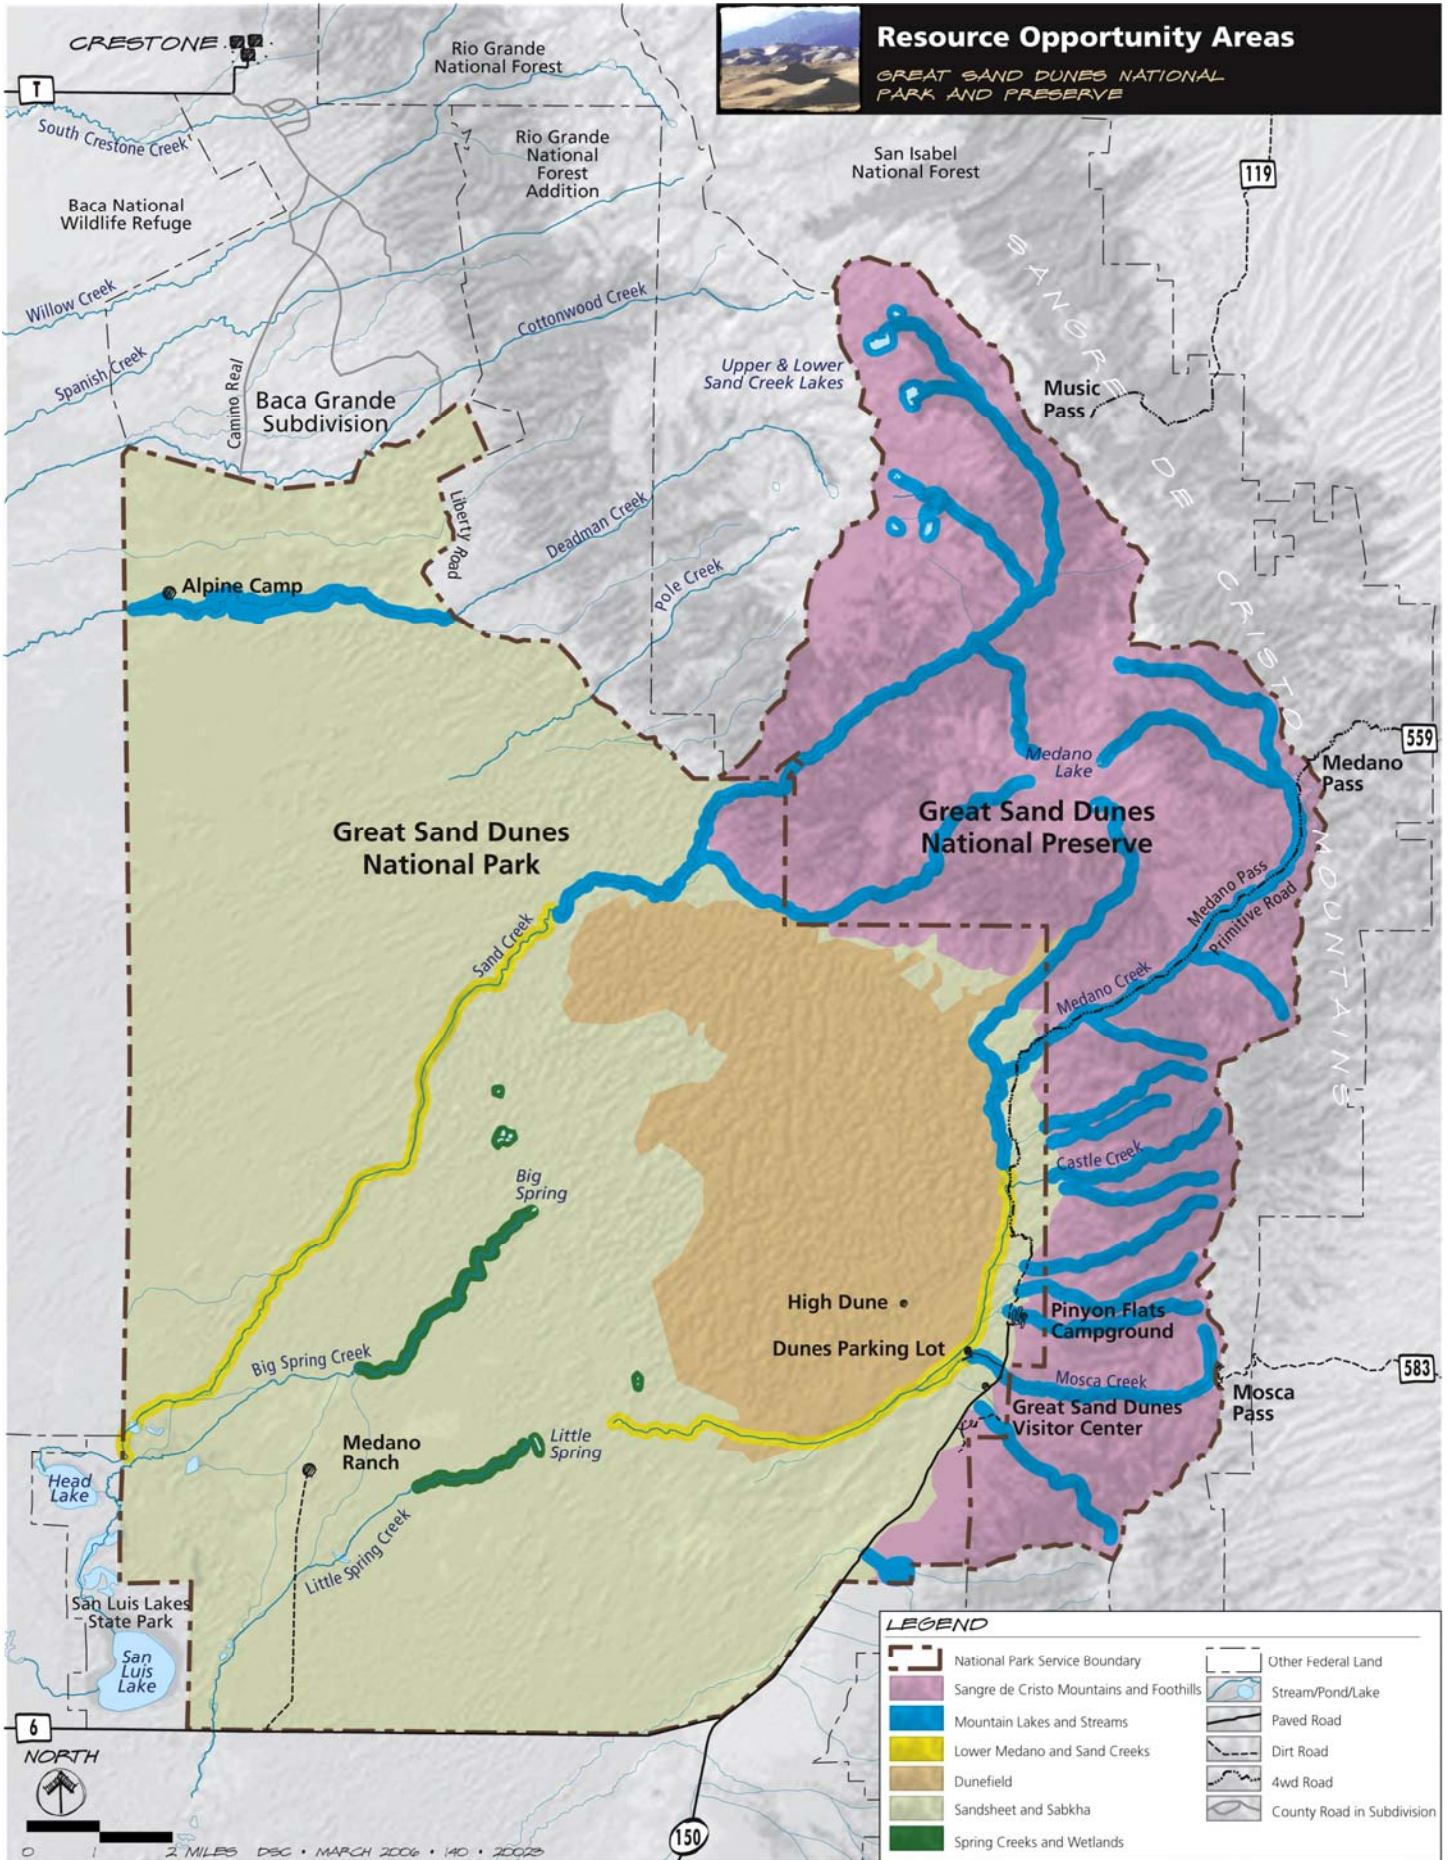 Resource Opportunity Areas
GREAT SAND DUNES NATIONAL
PARK AND PRESERVE
CRESTONE
T
South Crestone Creek
Rio Grande
National Forest
Rio Grande
National
Forest
Addition
San Isabel
National Forest
119
Baca National
Wildlife Refuge
Willow Creek
Spanish Creek
Cottonwood Creek
Camino Real
Baca Grande
Subdivision
Upper & Lower
Sand Creek Lakes
Music
Pass
SANGRE DE CRISTO MOUNTAINS
Liberty Road
Deadman Creek
Pole Creek
Alpine Camp
Medano
Lake
559
Medano
Pass
Great Sand Dunes
National Park
Great Sand Dunes
National Preserve
Medano Pass
Primitive Road
Sand Creek
Medano Creek
Castle Creek
Big
Spring
High Dune
Pinyon Flats
Campground
Dunes Parking Lot
Big Spring Creek
Mosca Creek
583
Mosca
Pass
Great Sand Dunes
Visitor Center
Medano
Ranch
Little
Spring
Head
Lake
Little Spring Creek
San Luis Lakes
State Park
San
Luis
Lake
6
150
NORTH
0 1 2 MILES DSC • MARCH 2006 • 140 • 20023
LEGEND
National Park Service Boundary
Sangre de Cristo Mountains and Foothills
Mountain Lakes and Streams
Lower Medano and Sand Creeks
Dunefield
Sandsheet and Sabkha
Spring Creeks and Wetlands
Other Federal Land
Stream/Pond/Lake
Paved Road
Dirt Road
4wd Road
County Road in Subdivision